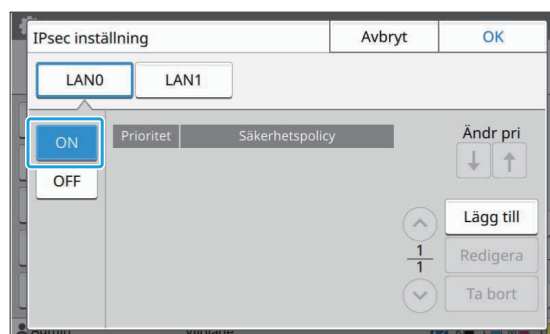 IPsec inställning Avbryt OK
LAN0 LAN1
ON Prioritet Säkerhetspolicy Ändr pri
OFF
Lägg till
1
1
Redigera
Ta bort
Admin